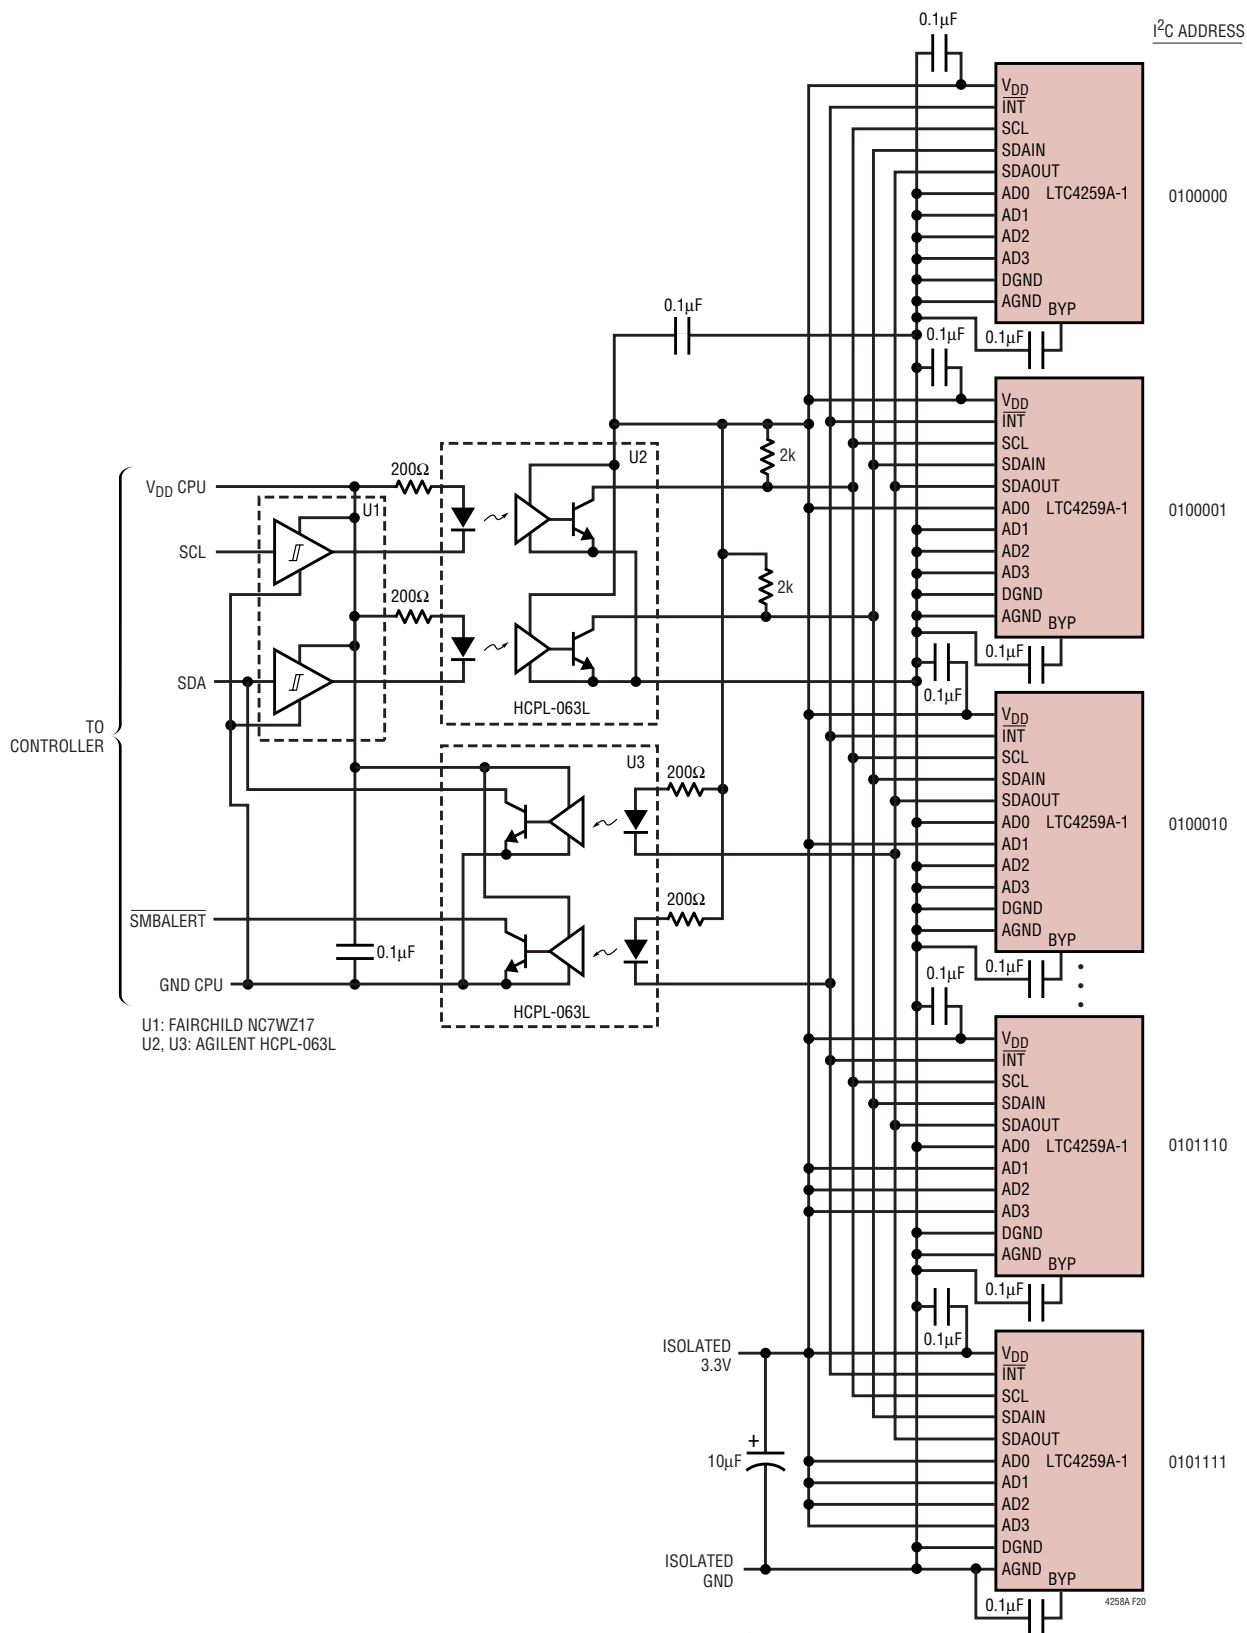 0.1µF
I²C ADDRESS
VDD
INT
SCL
SDAIN
SDAOUT
AD0 LTC4259A-1
0100000
AD1
AD2
AD3
DGND
AGND
BYP
0.1µF
0.1µF
0.1µF
VDD
INT
SCL
SDAIN
SDAOUT
AD0 LTC4259A-1
0100001
AD1
AD2
AD3
DGND
AGND
BYP
0.1µF
0.1µF
VDD
INT
SCL
SDAIN
SDAOUT
AD0 LTC4259A-1
0100010
AD1
AD2
AD3
DGND
AGND
BYP
0.1µF
0.1µF
VDD
INT
SCL
SDAIN
SDAOUT
AD0 LTC4259A-1
0101110
AD1
AD2
AD3
DGND
AGND
BYP
0.1µF
0.1µF
VDD
INT
SCL
SDAIN
SDAOUT
AD0 LTC4259A-1
0101111
AD1
AD2
AD3
DGND
AGND
BYP
0.1µF
4258A F20
2k
2k
U2
200Ω
VDD CPU
U1
SCL
200Ω
SDA
HCPL-063L
TO
CONTROLLER
U3
200Ω
200Ω
SMBALERT
0.1µF
GND CPU
HCPL-063L
U1: FAIRCHILD NC7WZ17
U2, U3: AGILENT HCPL-063L
ISOLATED
3.3V
+
10µF
ISOLATED
GND